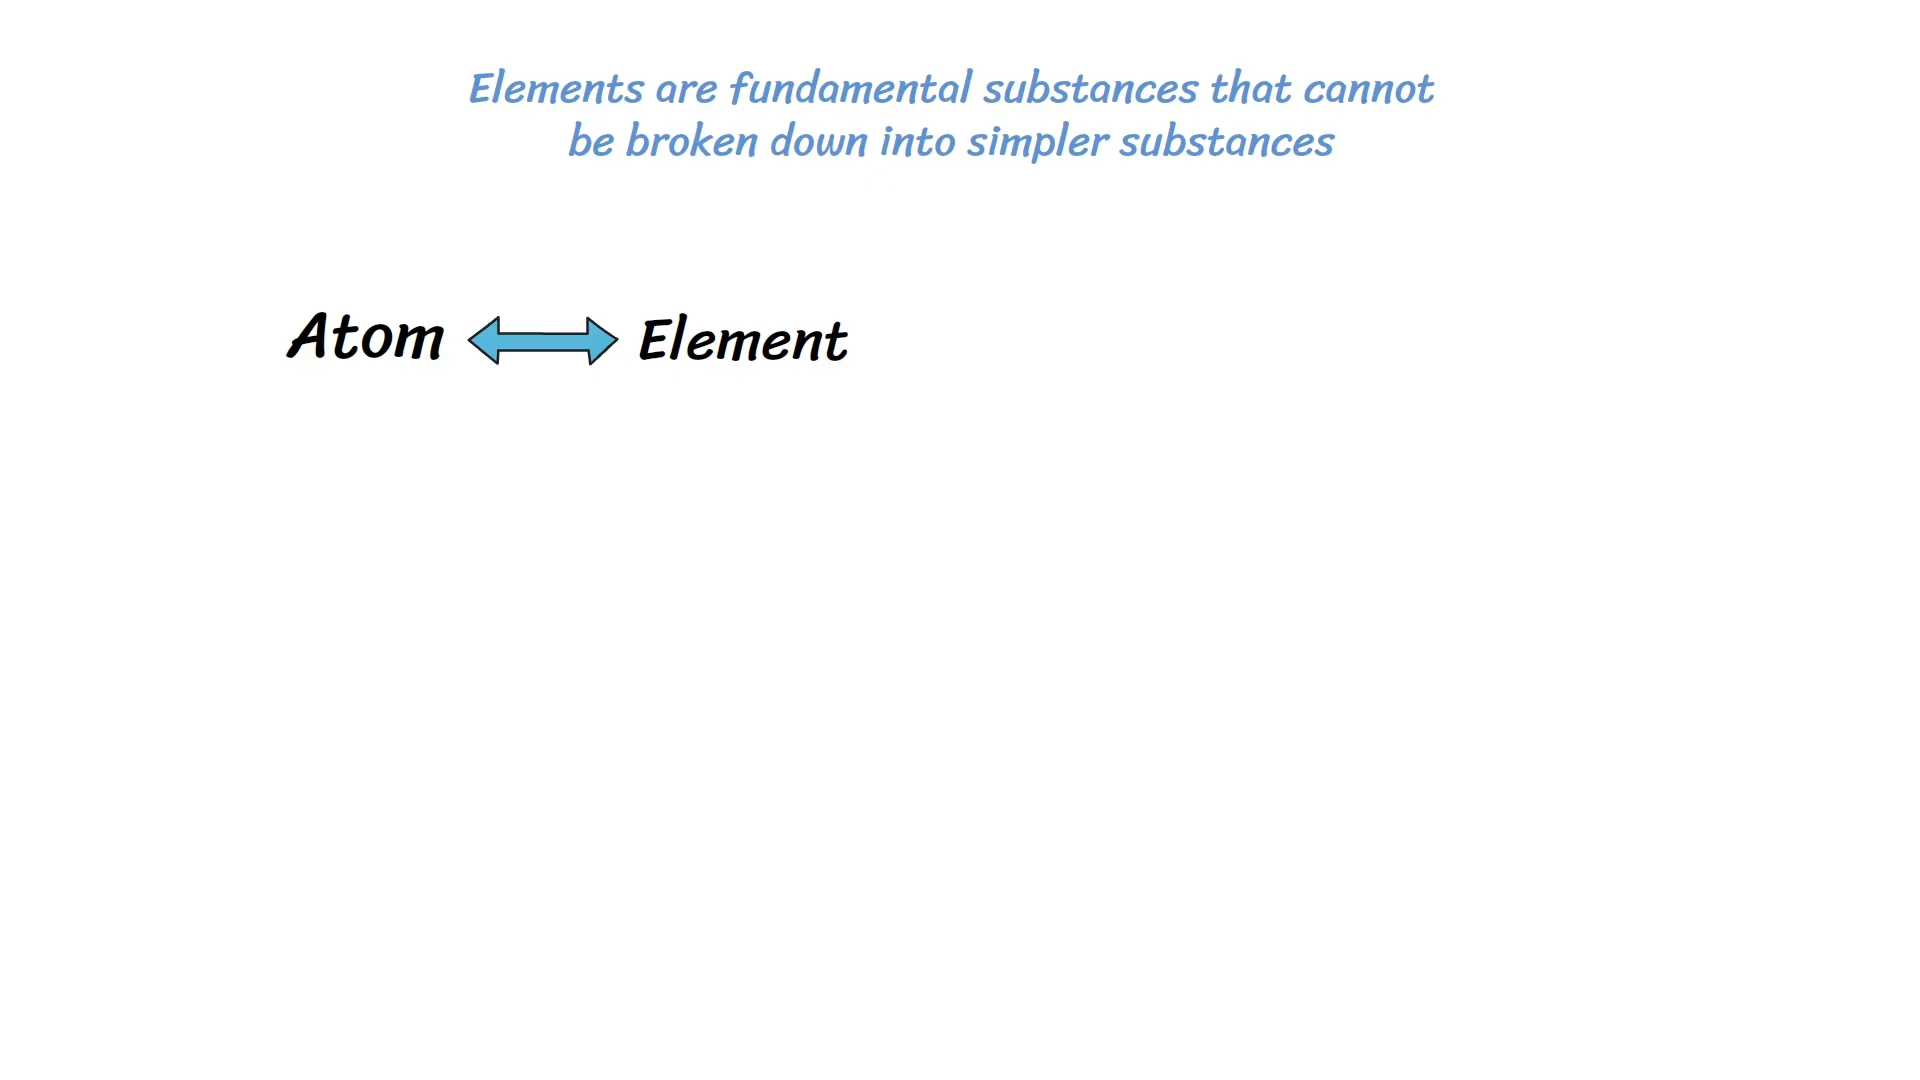 Elements are fundamental substances that cannot
be broken down into simpler substances
Atom Element